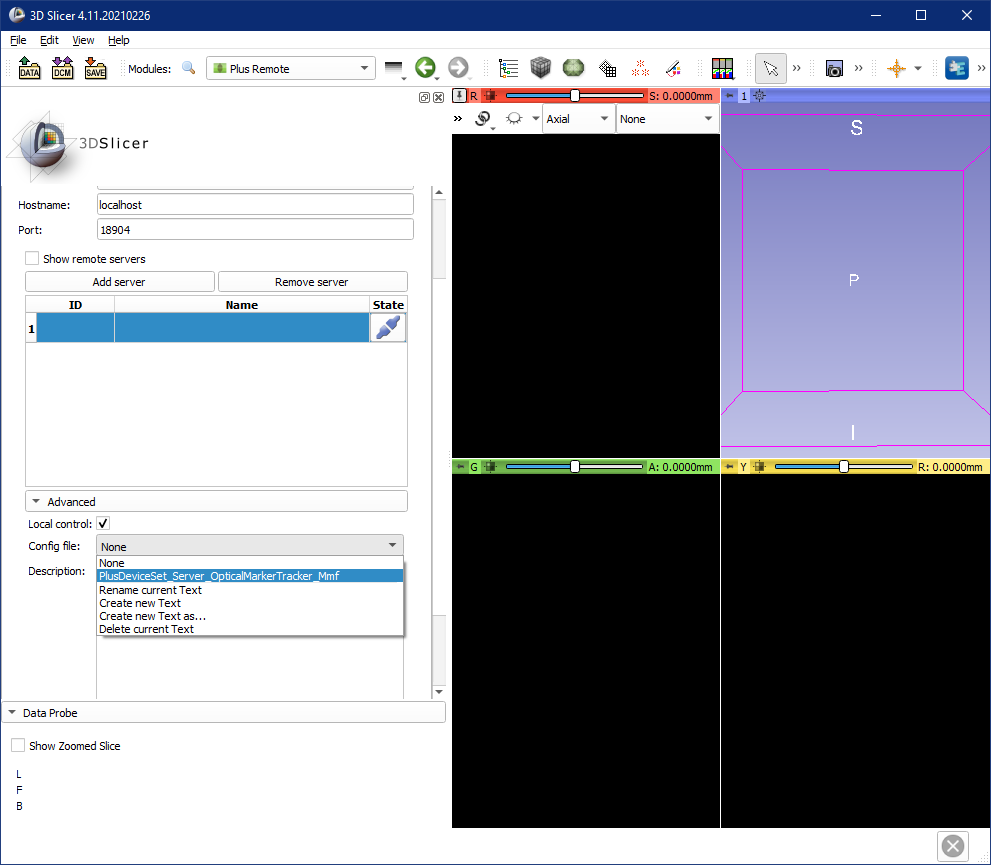 3D Slicer 4.11.20210226
File Edit View Help
DATA DCM SAVE Modules: Plus Remote
3DSlicer
R S: 0.0000mm
Axial None
1
S
P
I
Hostname: localhost
Port: 18904
Show remote servers
Add server Remove server
ID Name State
1
Advanced
Local control:
Config file: None
None
PlusDeviceSet_Server_OpticalMarkerTracker_Mmf
Rename current Text
Create new Text
Create new Text as...
Delete current Text
Description:
G A: 0.0000mm
Y R: 0.0000mm
Data Probe
Show Zoomed Slice
L
F
B